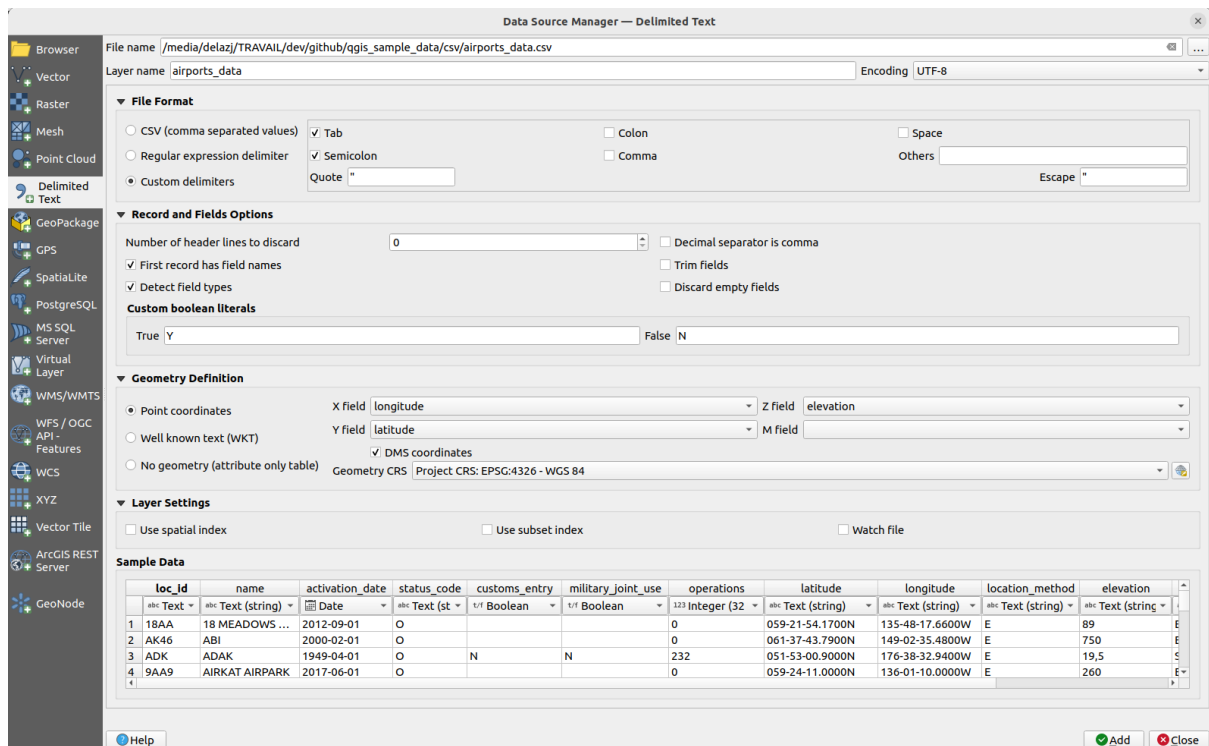 Data Source Manager — Delimited Text
Browser
Vector
Raster
Mesh
Point Cloud
Delimited
Text
GeoPackage
GPS
SpatiaLite
PostgreSQL
MS SQL
Server
Virtual
Layer
WMS/WMTS
WFS / OGC
API -
Features
WCS
XYZ
Vector Tile
ArcGIS REST
Server
GeoNode
File name /media/delazj/TRAVAIL/dev/github/qgis_sample_data/csv/airports_data.csv ...
Layer name airports_data Encoding UTF-8
File Format
CSV (comma separated values) Tab Colon Space
Regular expression delimiter Semicolon Comma Others
Custom delimiters Quote " Escape "
Record and Fields Options
Number of header lines to discard 0 Decimal separator is comma
First record has field names Trim fields
Detect field types Discard empty fields
Custom boolean literals
True Y False N
Geometry Definition
Point coordinates X field longitude Z field elevation
Well known text (WKT) Y field latitude M field
DMS coordinates
No geometry (attribute only table) Geometry CRS Project CRS: EPSG:4326 - WGS 84
Layer Settings
Use spatial index Use subset index Watch file
Sample Data
loc_id name activation_date status_code customs_entry military_joint_use operations latitude longitude location_method elevation
abc Text abc Text (string) Date abc Text (st t/f Boolean t/f Boolean 123 Integer (32 abc Text (string) abc Text (string) abc Text (string) abc Text (string
1 18AA 18 MEADOWS ... 2012-09-01 O 0 059-21-54.1700N 135-48-17.6600W E 89
2 AK46 ABI 2000-02-01 O 0 061-37-43.7900N 149-02-35.4800W E 750
3 ADK ADAK 1949-04-01 O N N 232 051-53-00.9000N 176-38-32.9400W E 19,5
4 9AA9 AIRKAT AIRPARK 2017-06-01 O 0 059-24-11.0000N 136-01-10.0000W E 260
Help Add Close